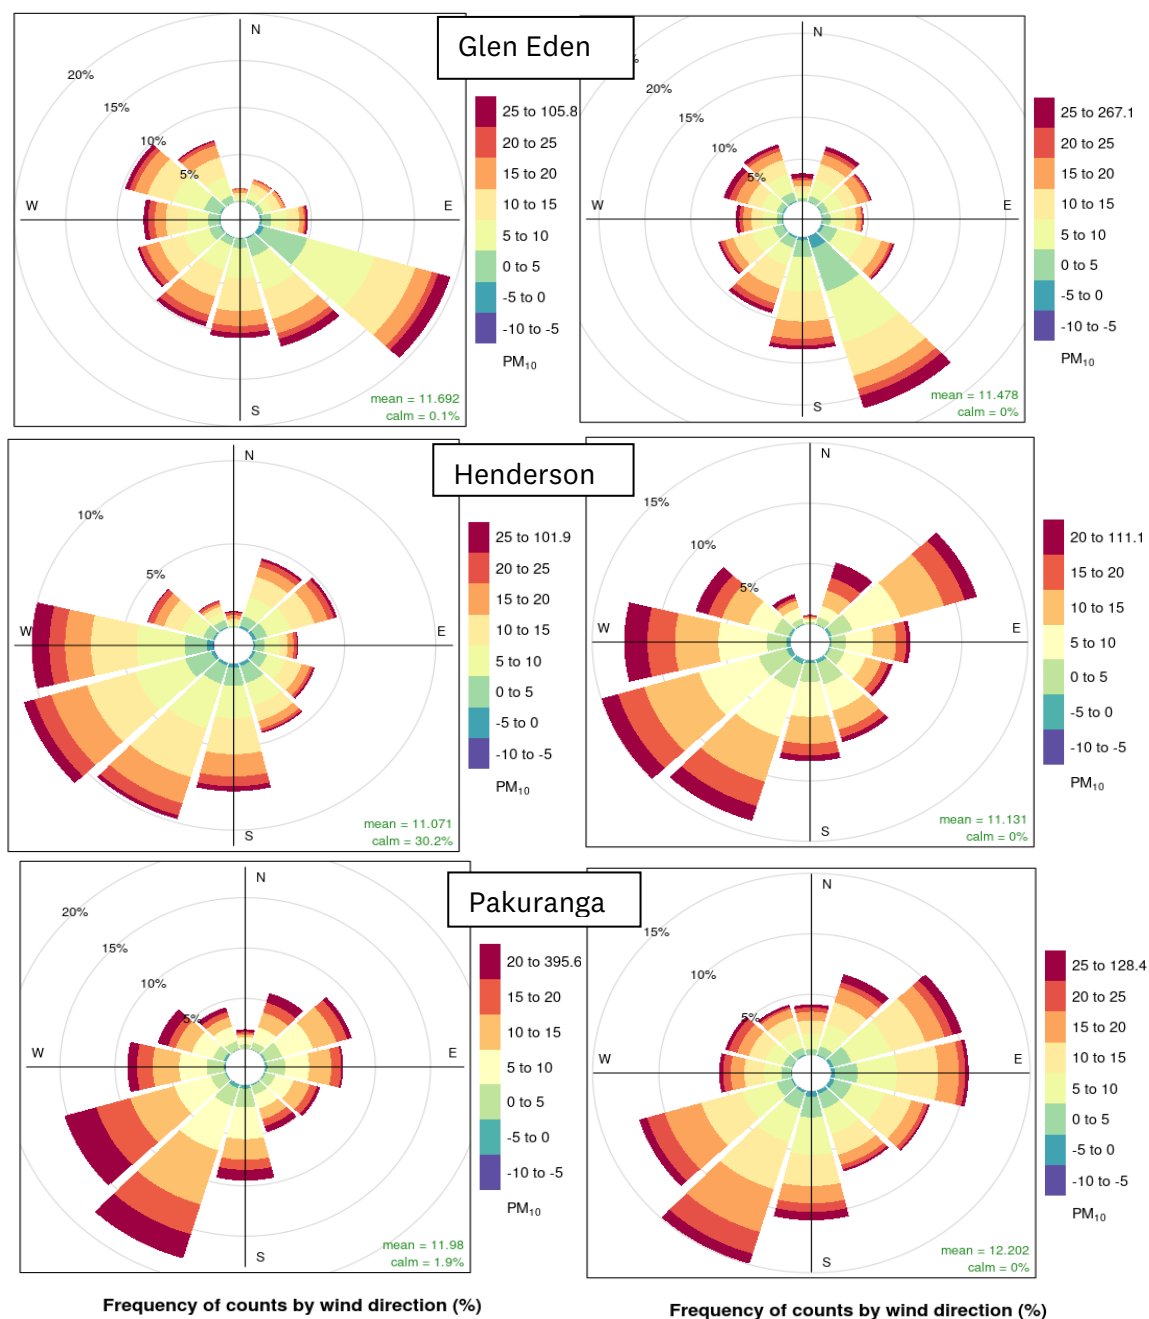 Glen Eden
N
20%
15%
10%
5%
W
E
S
25 to 105.8
20 to 25
15 to 20
10 to 15
5 to 10
0 to 5
-5 to 0
-10 to -5
PM₁₀
mean = 11.692
calm = 0.1%
N
%
20%
15%
10%
5%
W
E
S
25 to 267.1
20 to 25
15 to 20
10 to 15
5 to 10
0 to 5
-5 to 0
-10 to -5
PM₁₀
mean = 11.478
calm = 0%
Henderson
N
10%
5%
W
E
S
25 to 101.9
20 to 25
15 to 20
10 to 15
5 to 10
0 to 5
-5 to 0
-10 to -5
PM₁₀
mean = 11.071
calm = 30.2%
N
15%
10%
5%
W
E
S
20 to 111.1
15 to 20
10 to 15
5 to 10
0 to 5
-5 to 0
-10 to -5
PM₁₀
mean = 11.131
calm = 0%
Pakuranga
N
20%
15%
10%
5%
W
E
S
20 to 395.6
15 to 20
10 to 15
5 to 10
0 to 5
-5 to 0
-10 to -5
PM₁₀
mean = 11.98
calm = 1.9%
N
15%
10%
5%
W
E
S
25 to 128.4
20 to 25
15 to 20
10 to 15
5 to 10
0 to 5
-5 to 0
-10 to -5
PM₁₀
mean = 12.202
calm = 0%
Frequency of counts by wind direction (%)
Frequency of counts by wind direction (%)